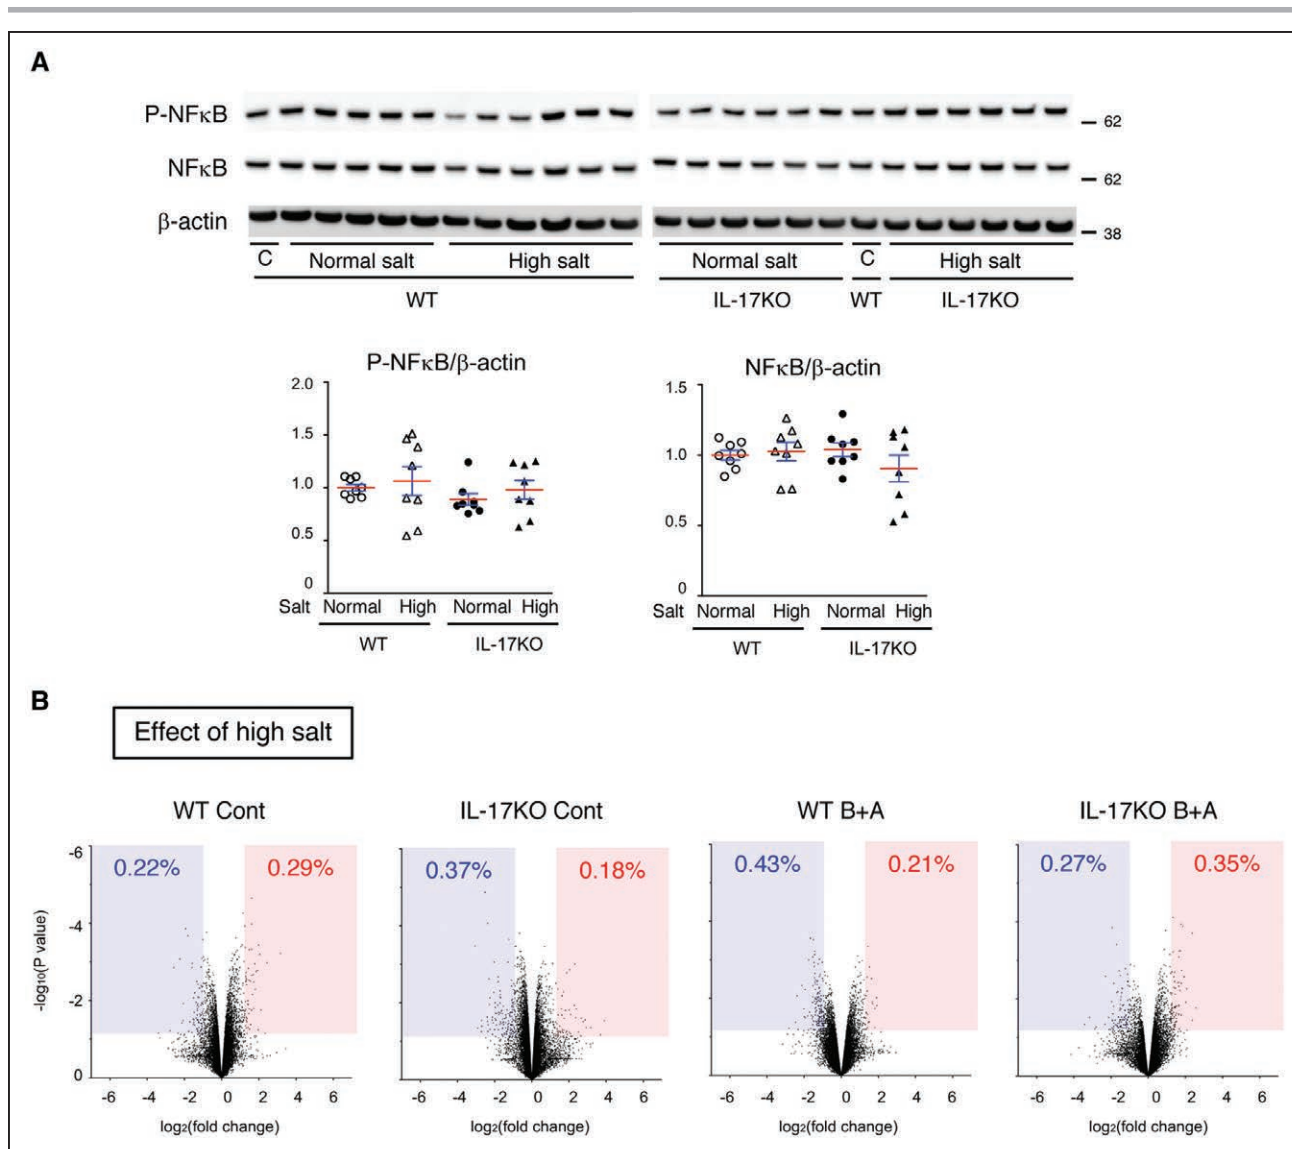 A
P-NFκB
62
NFκB
62
β-actin
38
C Normal salt High salt Normal salt C High salt
WT IL-17KO WT IL-17KO
P-NFκB/β-actin
2.0
1.5
1.0
0.5
0
Salt Normal High Normal High
WT IL-17KO
NFκB/β-actin
1.5
1.0
0.5
0
Salt Normal High Normal High
WT IL-17KO
B
Effect of high salt
WT Cont IL-17KO Cont WT B+A IL-17KO B+A
-6
0.22% 0.29% 0.37% 0.18% 0.43% 0.21% 0.27% 0.35%
-4
-log10(P value)
-2
0
-6 -4 -2 0 2 4 6 -6 -4 -2 0 2 4 6 -6 -4 -2 0 2 4 6 -6 -4 -2 0 2 4 6
log2(fold change) log2(fold change) log2(fold change) log2(fold change)